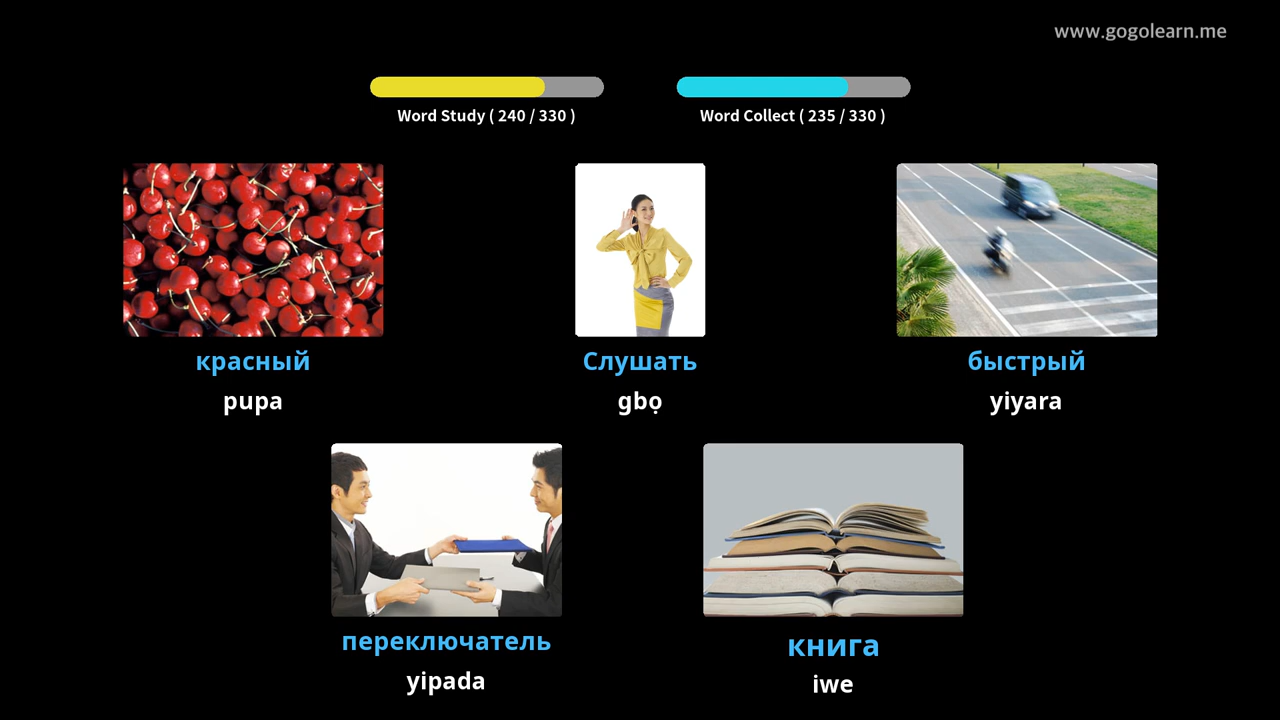 www.gogolearn.me
Word Study ( 240 / 330 )
Word Collect ( 235 / 330 )
красный
Слушать
быстрый
pupa
gbọ
yiyara
переключатель
книга
yipada
iwe